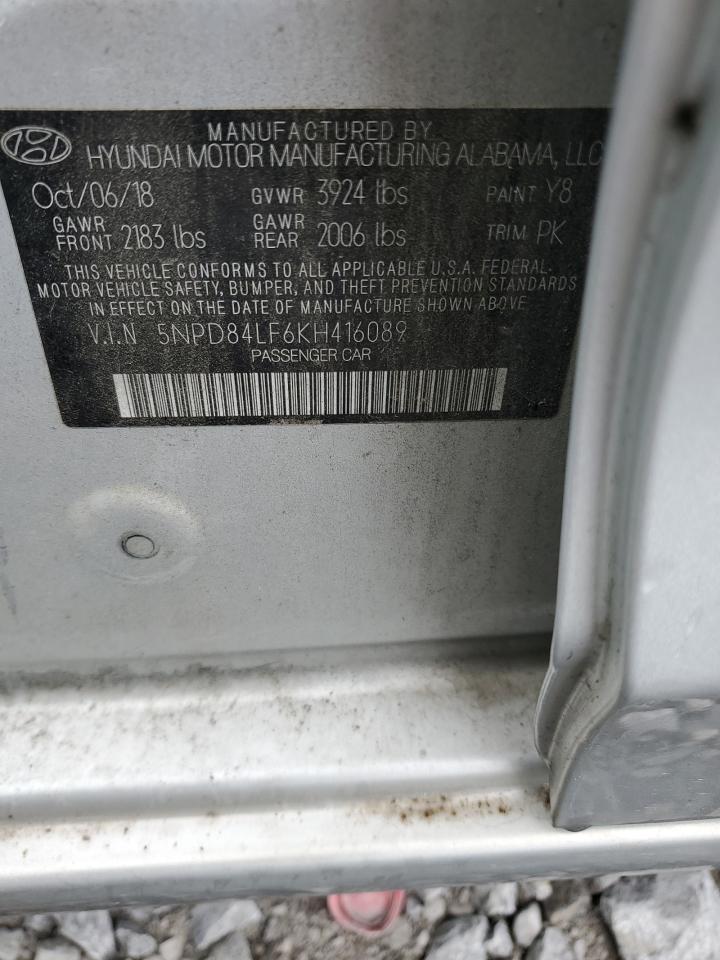 MANUFACTURED BY
HYUNDAI MOTOR MANUFACTURING ALABAMA, LLC
Oct/06/18 GVWR 3924 lbs PAINT Y8
GAWR FRONT 2183 lbs GAWR REAR 2006 lbs TRIM PK
THIS VEHICLE CONFORMS TO ALL APPLICABLE U.S.A. FEDERAL
MOTOR VEHICLE SAFETY, BUMPER, AND THEFT PREVENTION STANDARDS
IN EFFECT ON THE DATE OF MANUFACTURE SHOWN ABOVE.
V.I.N 5NPD84LF6KH416089
PASSENGER CAR